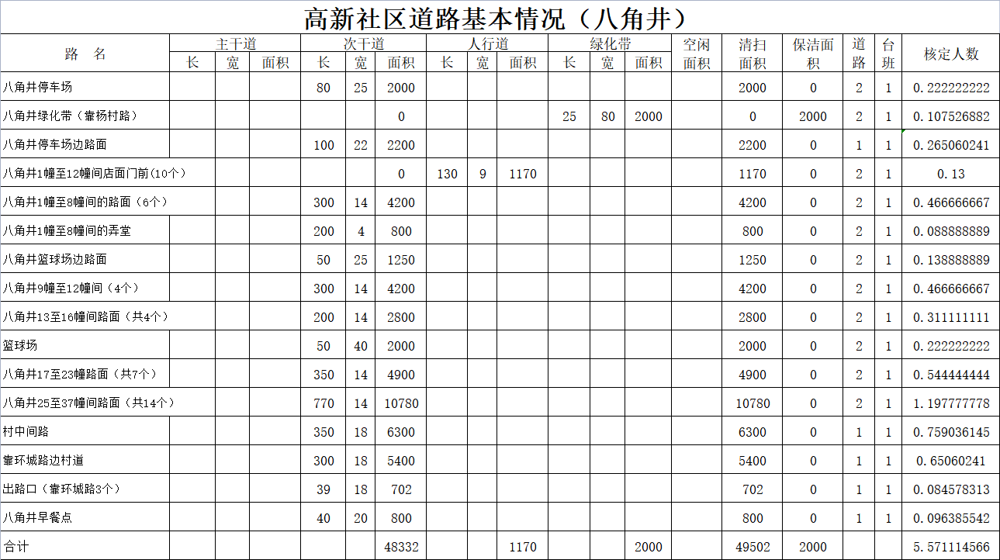 高新社区道路基本情况（八角井）
路 名 主干道 次干道 人行道 绿化带 空闲面积 清扫面积 保洁面积 道路 台班 核定人数
长 宽 面积 长 宽 面积 长 宽 面积 长 宽 面积
八角井停车场 80 25 2000 2000 0 2 1 0.222222222
八角井绿化带（靠杨村路） 0 25 80 2000 0 2000 2 1 0.107526882
八角井停车场边路面 100 22 2200 2200 0 1 1 0.265060241
八角井1幢至12幢间店面门前(10个） 0 130 9 1170 1170 0 2 1 0.13
八角井1幢至8幢间的路面（6个） 300 14 4200 4200 0 2 1 0.466666667
八角井1幢至8幢间的弄堂 200 4 800 800 0 2 1 0.088888889
八角井篮球场边路面 50 25 1250 1250 0 2 1 0.138888889
八角井9幢至12幢间（4个） 300 14 4200 4200 0 2 1 0.466666667
八角井13至16幢间路面（共4个） 200 14 2800 2800 0 2 1 0.311111111
篮球场 50 40 2000 2000 0 2 1 0.222222222
八角井17至23幢路面（共7个） 350 14 4900 4900 0 2 1 0.544444444
八角井25至37幢间路面（共14个） 770 14 10780 10780 0 2 1 1.197777778
村中间路 350 18 6300 6300 0 1 1 0.759036145
靠环城路边村道 300 18 5400 5400 0 1 1 0.65060241
出路口（靠环城路3个） 39 18 702 702 0 1 1 0.084578313
八角井早餐点 40 20 800 800 0 1 1 0.096385542
合计 48332 1170 2000 49502 2000 5.571114566